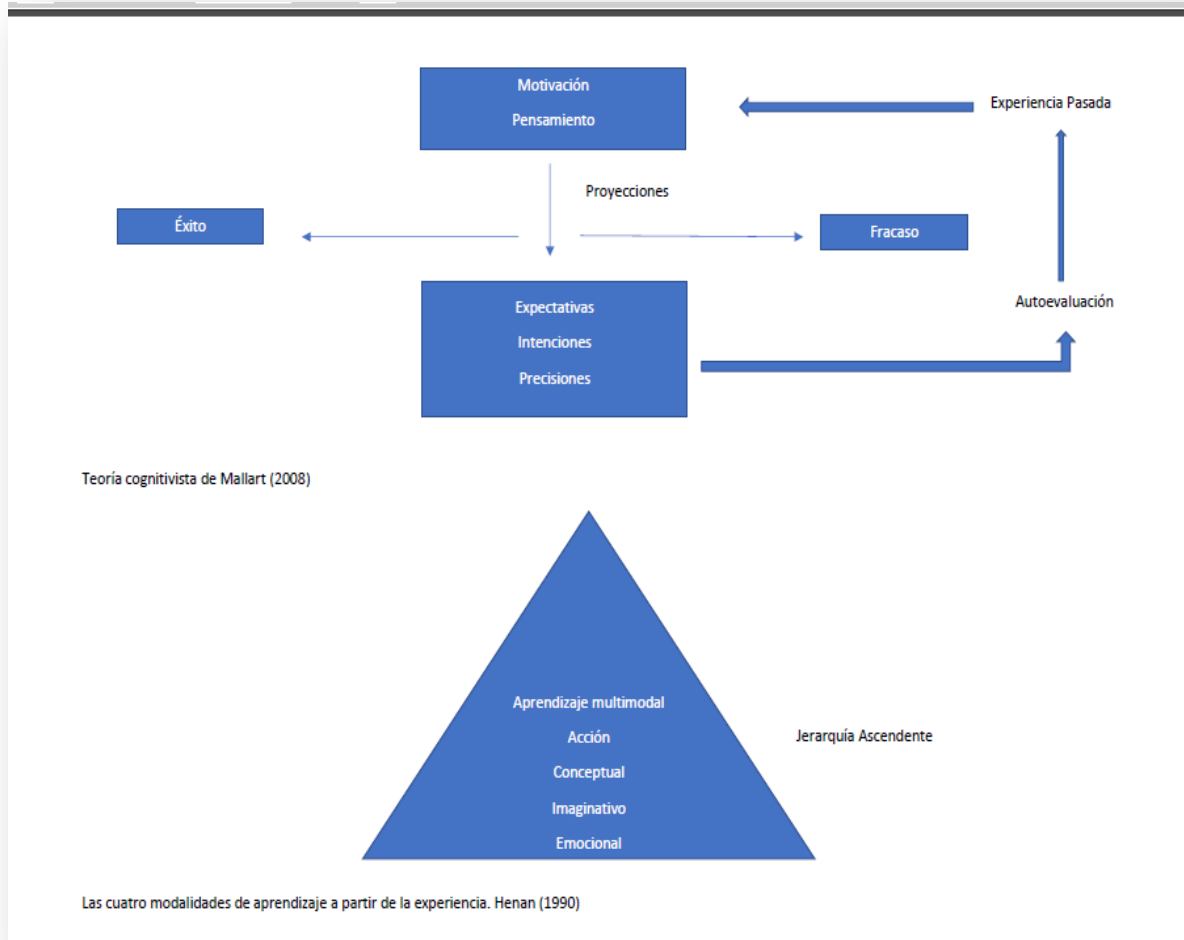 Motivación
Pensamiento
Experiencia Pasada
Proyecciones
Éxito
Fracaso
Expectativas
Intenciones
Precisiones
Autoevaluación
Teoría cognitivista de Mallart (2008)
Aprendizaje multimodal
Acción
Jerarquía Ascendente
Conceptual
Imaginativo
Emocional
Las cuatro modalidades de aprendizaje a partir de la experiencia. Henan (1990)